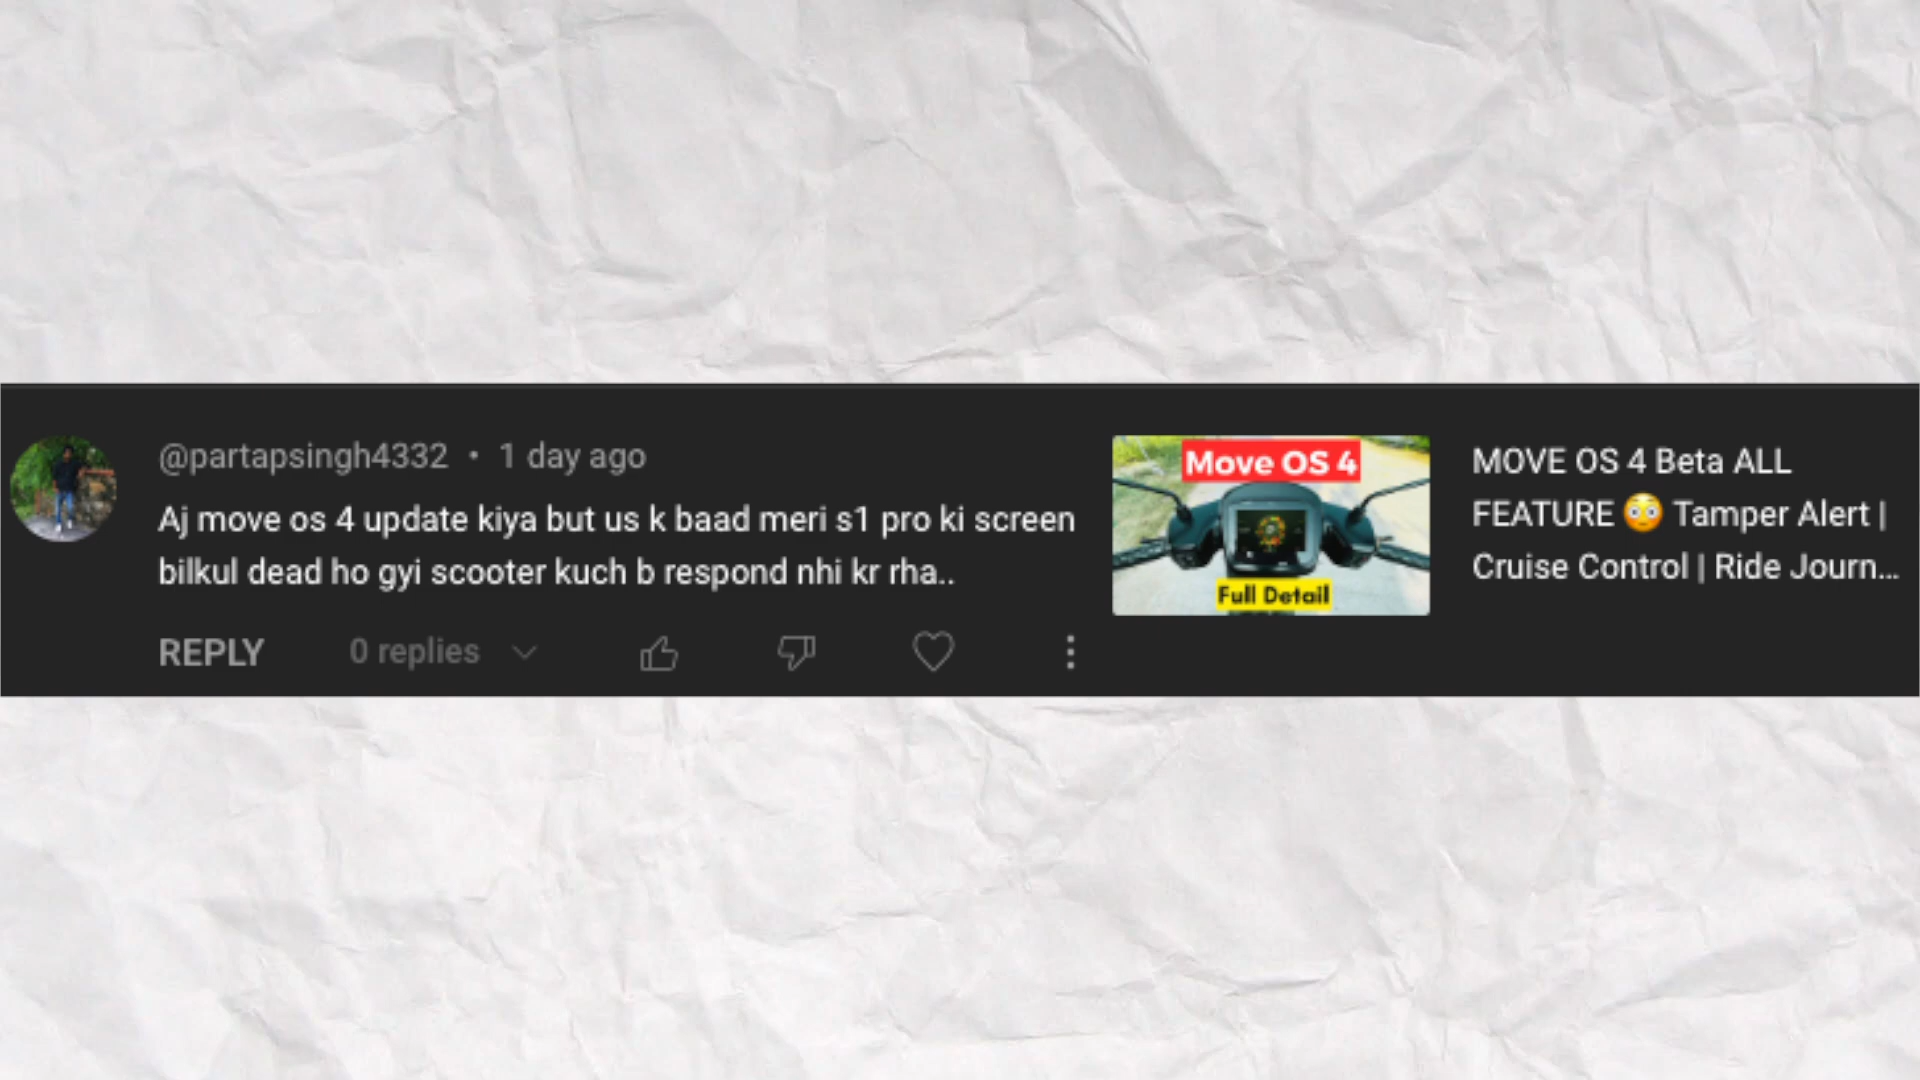 @partapsingh4332 • 1 day ago
Aj move os 4 update kiya but us k baad meri s1 pro ki screen
bilkul dead ho gyi scooter kuch b respond nhi kr rha..
REPLY 0 replies
Move OS 4
Full Detail
MOVE OS 4 Beta ALL
FEATURE 😳 Tamper Alert |
Cruise Control | Ride Journ...